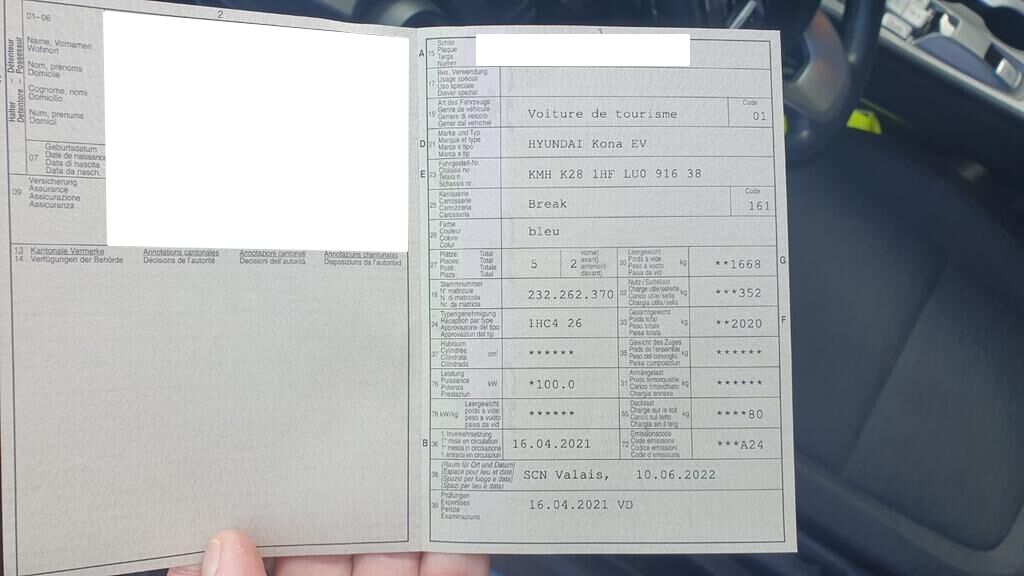 2
01–06
Name, Vornamen
Wohnort
Nom, prénoms
Domicile
Cognome, nomi
Domicilio
Num, prenums
Domicil
Detenteur
Possessur
Halter
Detentore
07
Geburtsdatum
Date de naissance
Data di nascita
Data da nasch.
09
Versicherung
Assurance
Assicurazione
Assicuranza
13 Kantonale Vermerke Annotations cantonales Annotazioni cantonali Annotaziuns chantunalas
14 Verfügungen der Behörde Décisions de l'autorité Decisioni dell'autorità Disposiziuns da l'autoritad
3
A 15
Schild
Plaque
Targa
Numer
17
Bes. Verwendung
Usage spécial
Uso speciale
Diever spezial
19
Art des Fahrzeugs
Genre de véhicule
Genere di veicolo
Gener dal vehichel
Voiture de tourisme
Code
01
D 21
Marke und Typ
Marque et type
Marca e tipo
Marca e tip
HYUNDAI Kona EV
E 23
Fahrgestell-Nr.
Châssis no
Telaio n.
Schassis nr.
KMH K28 1HF LU0 916 38
25
Karosserie
Carrosserie
Carrozzeria
Carossaria
Break
Code
161
26
Farbe
Couleur
Colore
Colur
bleu
27
Plätze: Total
Places: Total
Posti: Totale
Plazs: Total
5
2
vorne)
avant)
anteriori)
davant)
30
Leergewicht
Poids à vide
Peso a vuoto
Paisa da vid
kg
**1668
G
18
Stammnummer
N° matricule
N. di matricola
Nr. da matricla
232.262.370
32
Nutz-/Sattellast
Charge utile/sellette
Carico utile/sella
Chargia utila/sella
kg
***352
24
Typengenehmigung
Réception par type
Approvazione del tipo
Approvaziun dal tip
1HC4 26
33
Gesamtgewicht
Poids total
Peso totale
Paisa totala
kg
**2020
F
37
Hubraum
Cylindrée
Cilindrata
Cilindrada
cm³
******
35
Gewicht des Zuges
Poids de l'ensemble
Peso del convoglio
Paisa cumposiziun
kg
******
76
Leistung
Puissance
Potenza
Prestaziun
kW
*100.0
31
Anhängelast
Poids remorquable
Carico rimorchiato
Chargia annexa
kg
******
78 kW/kg
Leergewicht
poids à vide
peso a vuoto
paisa da vid
******
55
Dachlast
Charge sur le toit
Carico sul tetto
Chargia sin il tetg
kg
****80
B 36
1. Inverkehrsetzung
1re mise en circulation
1a messa in circolazione
1. entrada en circulaziun
16.04.2021
72
Emissionscode
Code émissions
Codice emissioni
Code d'emissiuns
***A24
38
(Raum für Ort und Datum)
(Espace pour lieu et date)
(Spazio per luogo e data)
(Spazi per lieu e data)
SCN Valais, 10.06.2022
39
Prüfungen
Expertises
Perizie
Examinaziuns
16.04.2021 VD